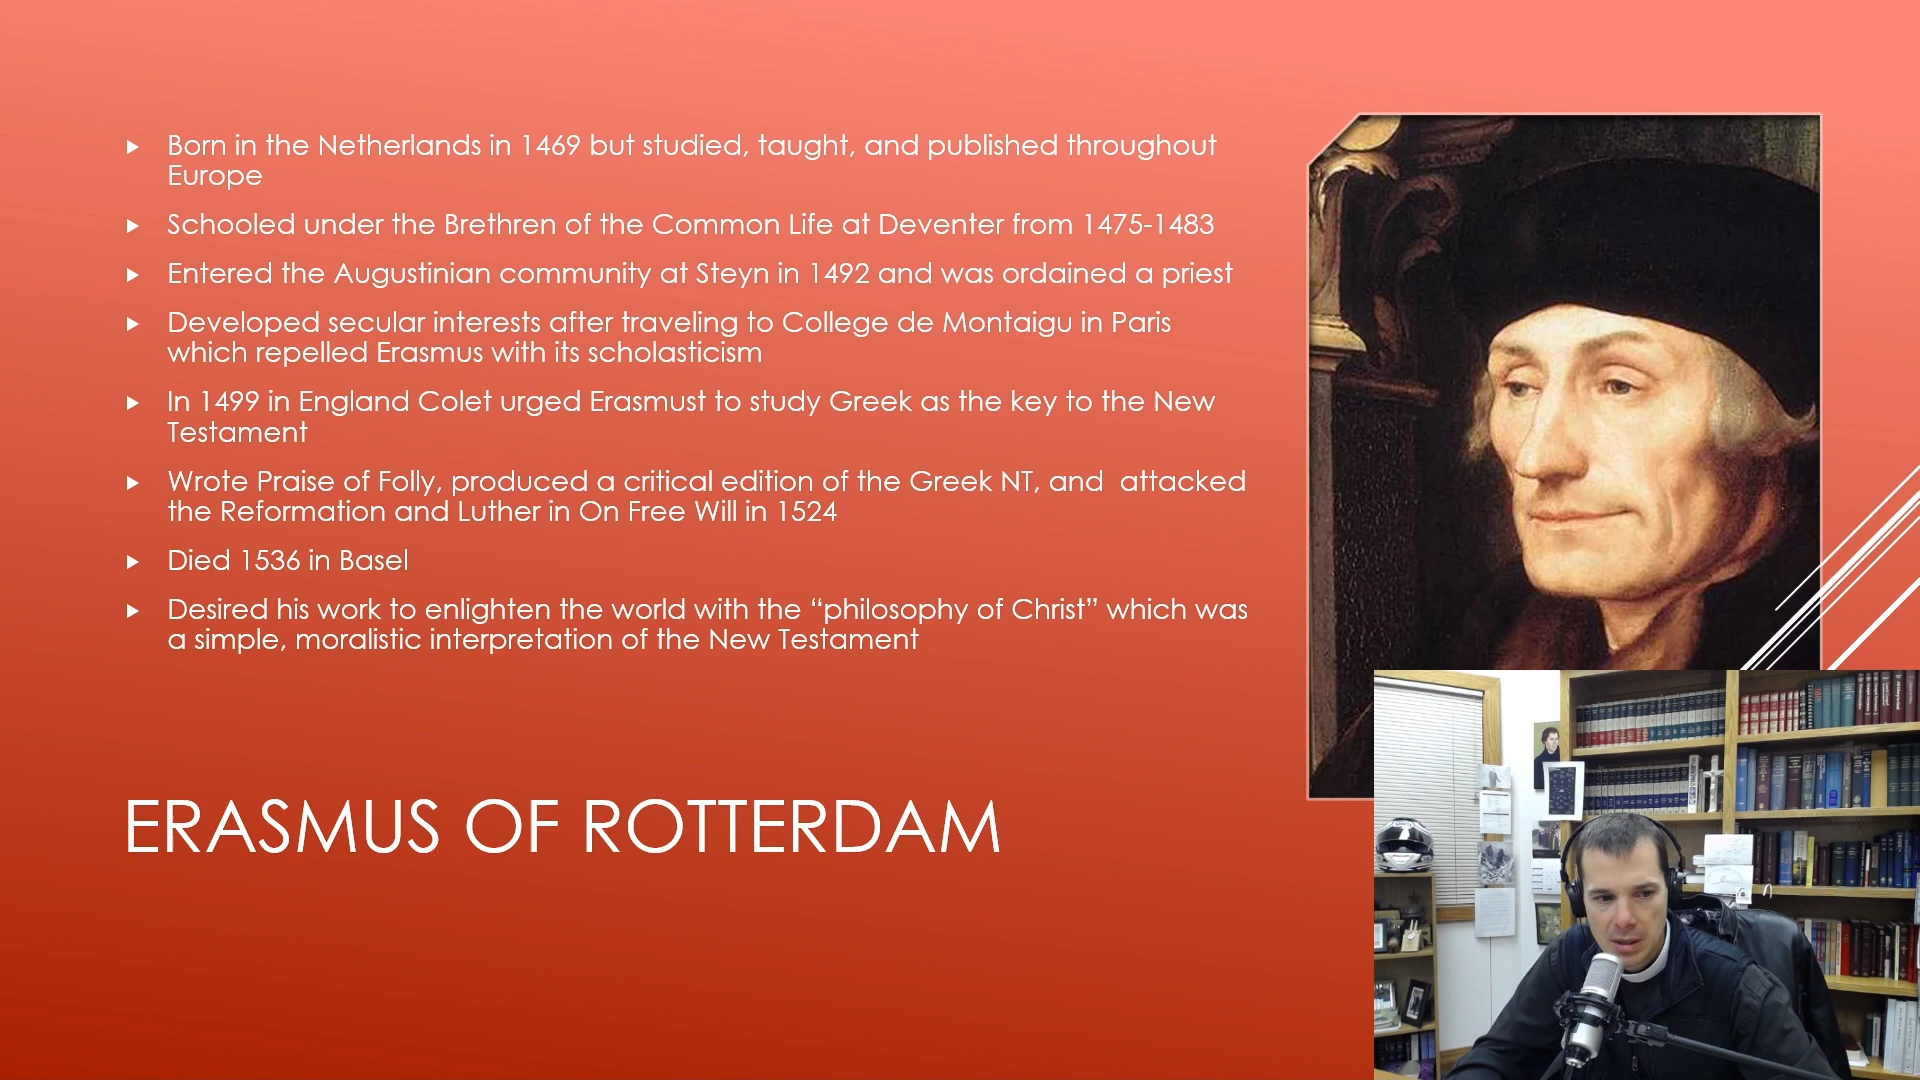 Born in the Netherlands in 1469 but studied, taught, and published throughout
Europe
Schooled under the Brethren of the Common Life at Deventer from 1475-1483
Entered the Augustinian community at Steyn in 1492 and was ordained a priest
Developed secular interests after traveling to College de Montaigu in Paris
which repelled Erasmus with its scholasticism
In 1499 in England Colet urged Erasmust to study Greek as the key to the New
Testament
Wrote Praise of Folly, produced a critical edition of the Greek NT, and  attacked
the Reformation and Luther in On Free Will in 1524
Died 1536 in Basel
Desired his work to enlighten the world with the “philosophy of Christ” which was
a simple, moralistic interpretation of the New Testament
ERASMUS OF ROTTERDAM